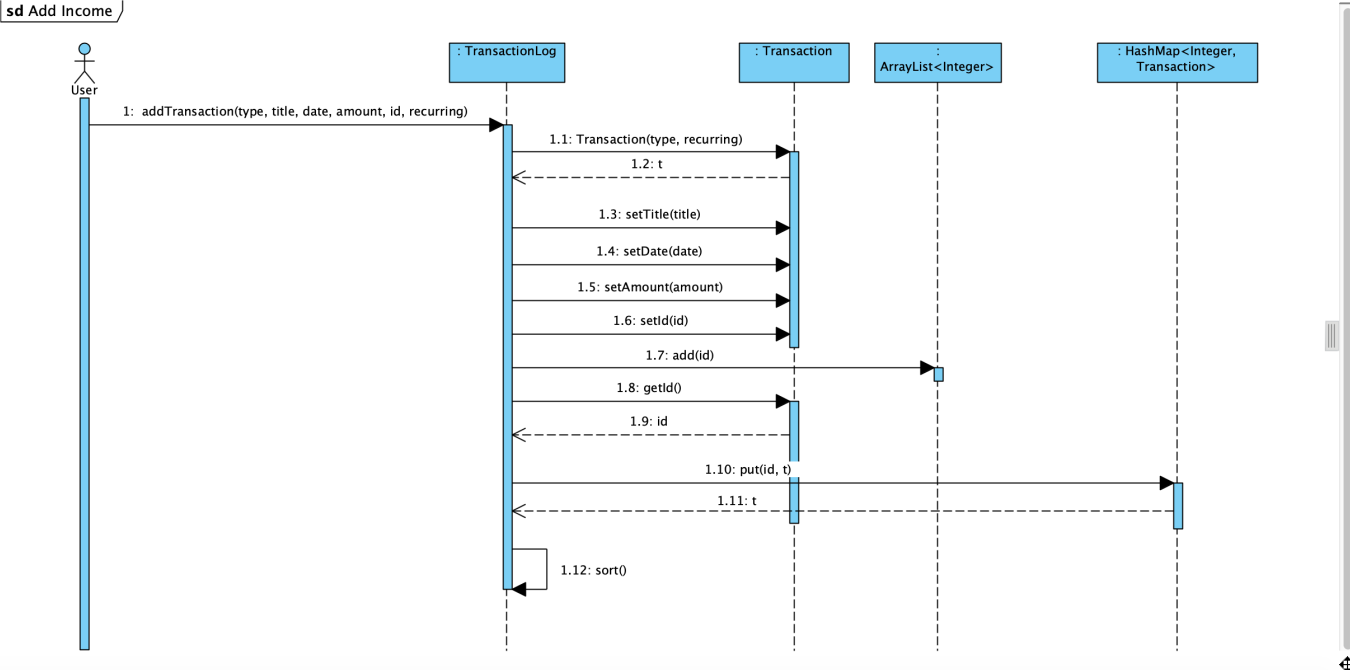 sd Add Income
: TransactionLog
: Transaction
:
ArrayList<Integer>
: HashMap<Integer,
Transaction>
User
1: addTransaction(type, title, date, amount, id, recurring)
1.1: Transaction(type, recurring)
1.2: t
1.3: setTitle(title)
1.4: setDate(date)
1.5: setAmount(amount)
1.6: setId(id)
1.7: add(id)
1.8: getId()
1.9: id
1.10: put(id, t)
1.11: t
1.12: sort()